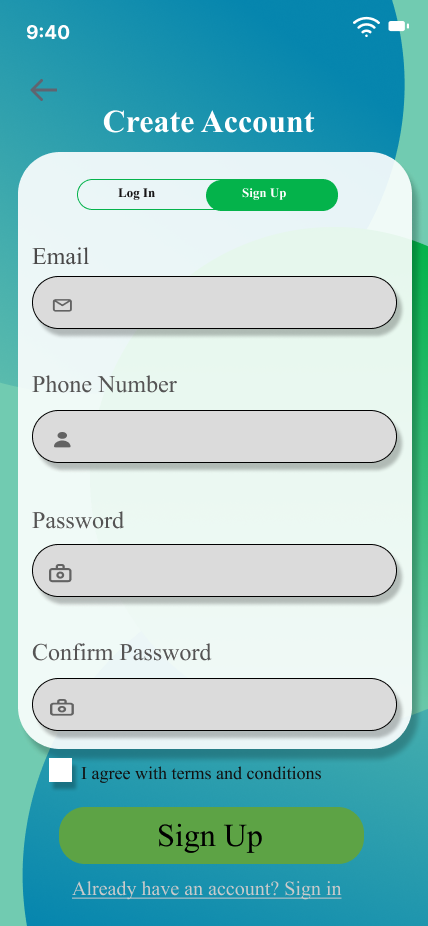 9:40
Create Account
Log In
Sign Up
Email
Phone Number
Password
Confirm Password
I agree with terms and conditions
Sign Up
Already have an account? Sign in